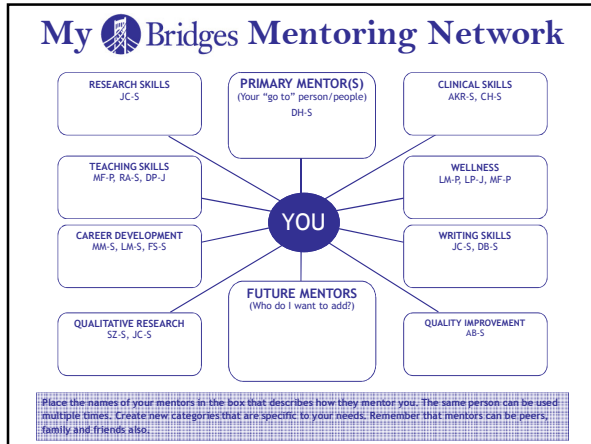 My Bridges Mentoring Network
RESEARCH SKILLS
JC-S
PRIMARY MENTOR(S)
(Your “go to” person/people)
DH-S
CLINICAL SKILLS
AKR-S, CH-S
TEACHING SKILLS
MF-P, RA-S, DP-J
WELLNESS
LM-P, LP-J, MF-P
YOU
CAREER DEVELOPMENT
MM-S, LM-S, FS-S
WRITING SKILLS
JC-S, DB-S
FUTURE MENTORS
(Who do I want to add?)
QUALITATIVE RESEARCH
SZ-S, JC-S
QUALITY IMPROVEMENT
AB-S
Place the names of your mentors in the box that describes how they mentor you. The same person can be used
multiple times. Create new categories that are specific to your needs. Remember that mentors can be peers,
family and friends also.